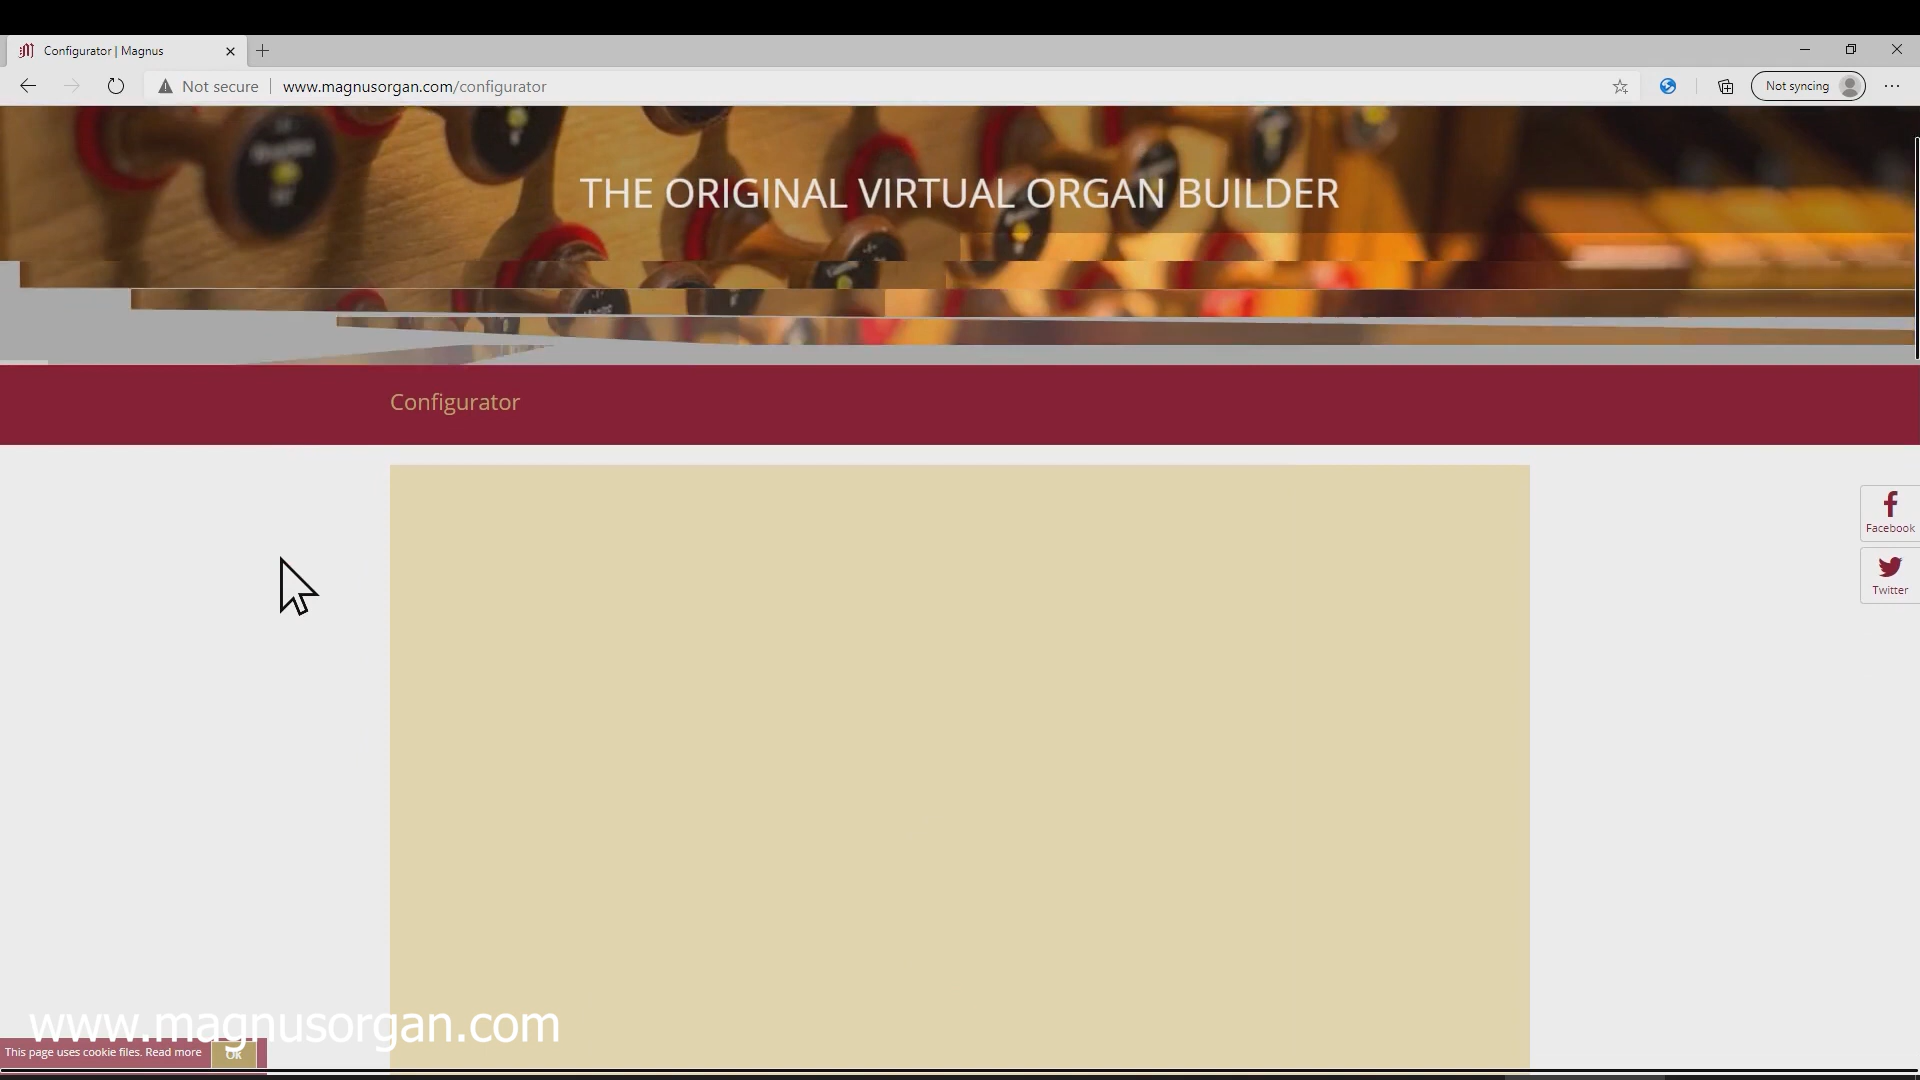 Configurator | Magnus
Not secure
www.magnusorgan.com/configurator
Not syncing
THE ORIGINAL VIRTUAL ORGAN BUILDER
Configurator
Facebook
Twitter
www.magnusorgan.com
This page uses cookie files. Read more
Ok